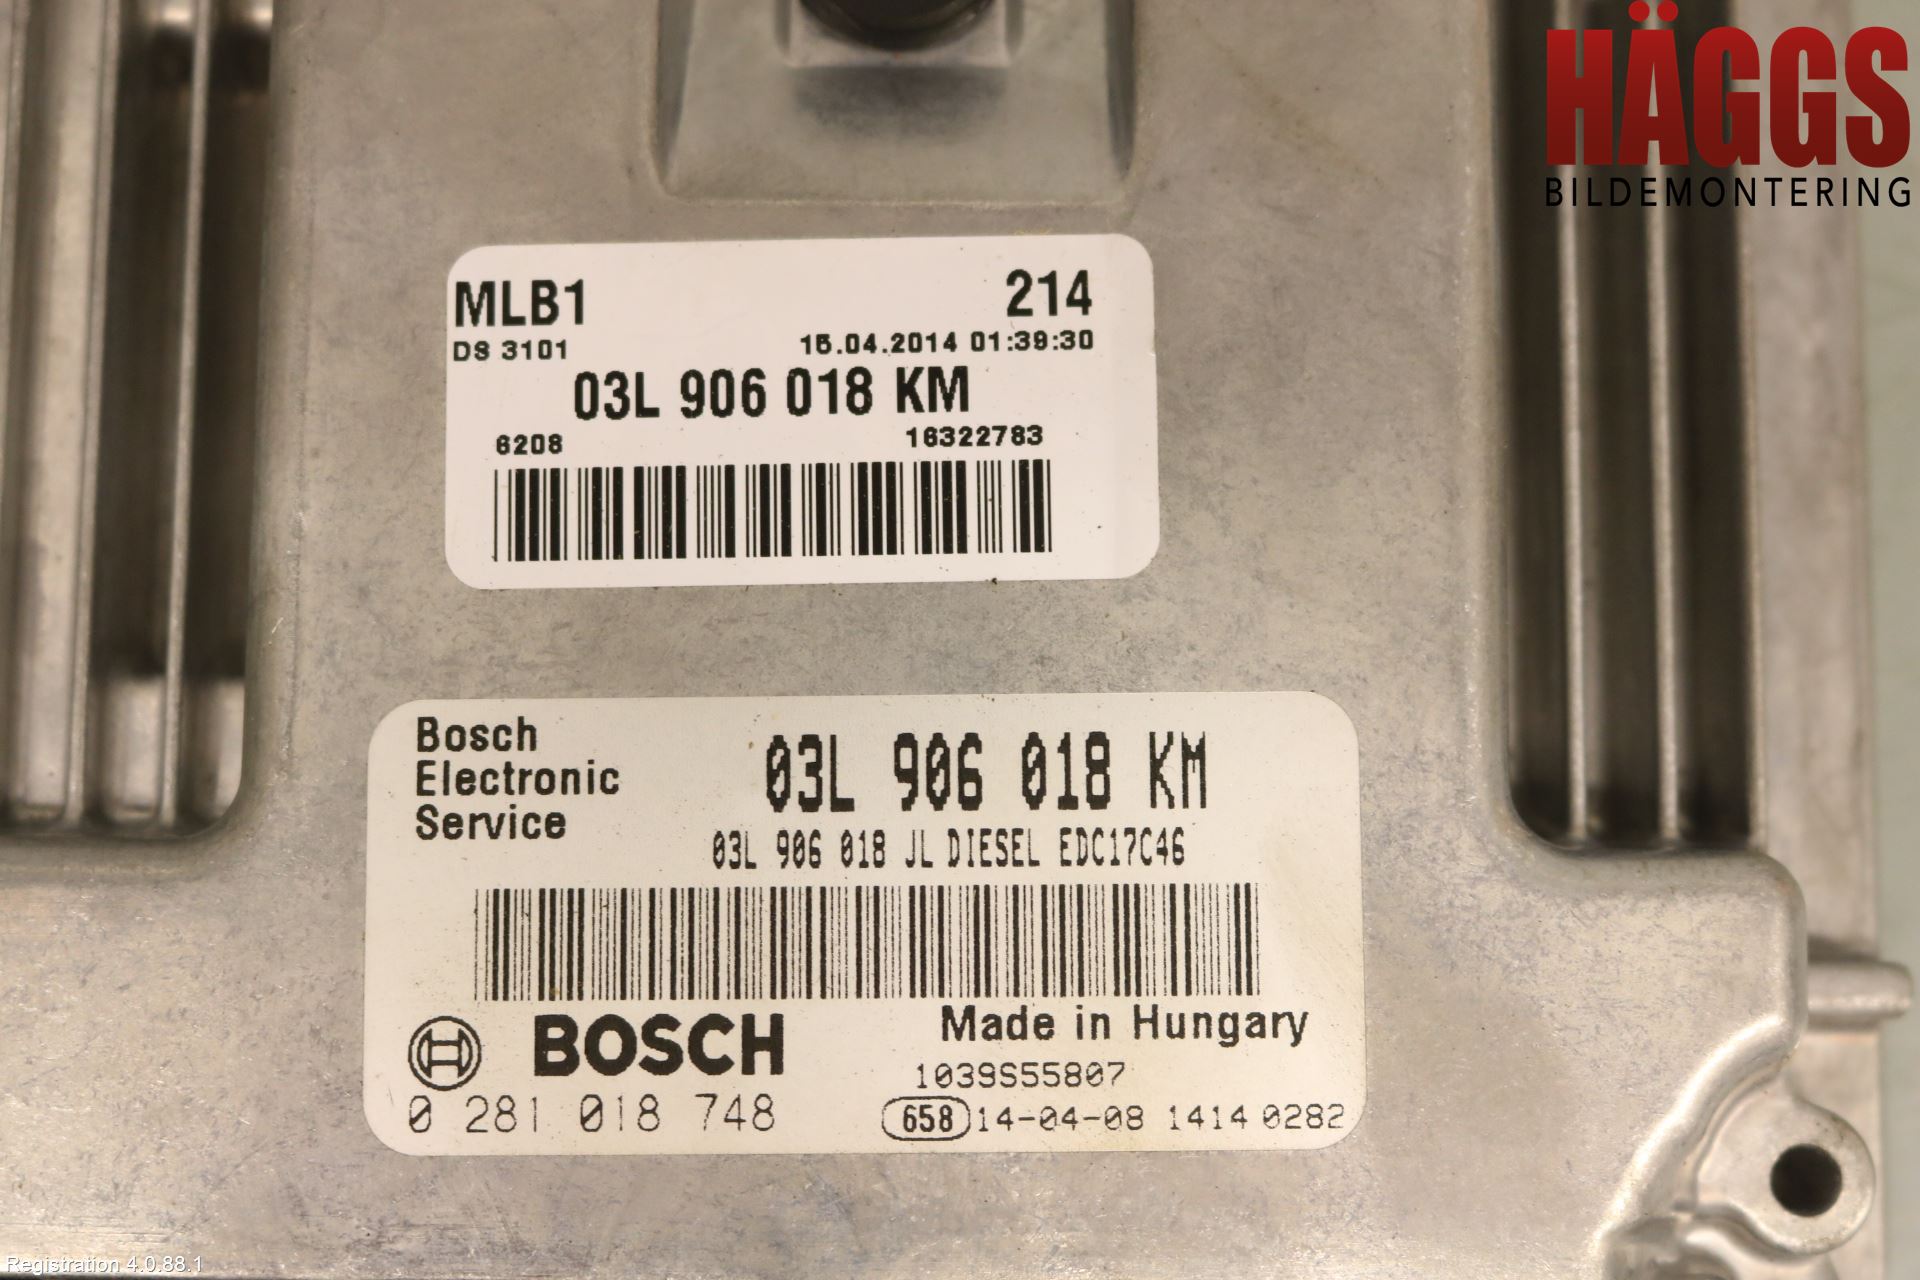 HÄGGS
BILDEMONTERING
MLB1 214
DS 3101 15.04.2014 01:39:30
03L 906 018 KM
6208 16322783
Bosch
Electronic
Service
03L 906 018 KM
03L 906 018 JL DIESEL EDC17C46
BOSCH
Made in Hungary
1039S55807
0 281 018 748
658 14-04-08 1414 0282
Registration 4.0.88.1